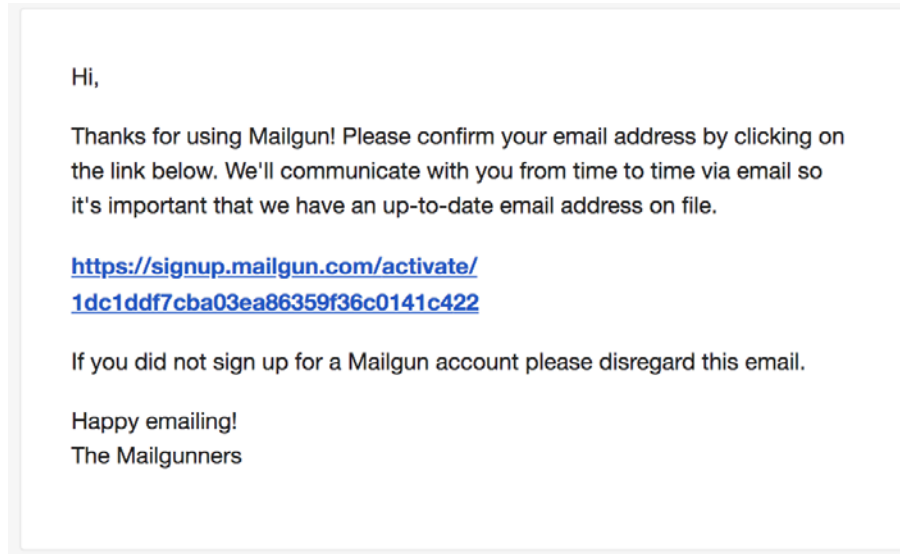 Hi,
Thanks for using Mailgun! Please confirm your email address by clicking on
the link below. We'll communicate with you from time to time via email so
it's important that we have an up-to-date email address on file.
https://signup.mailgun.com/activate/
1dc1ddf7cba03ea86359f36c0141c422
If you did not sign up for a Mailgun account please disregard this email.
Happy emailing!
The Mailgunners